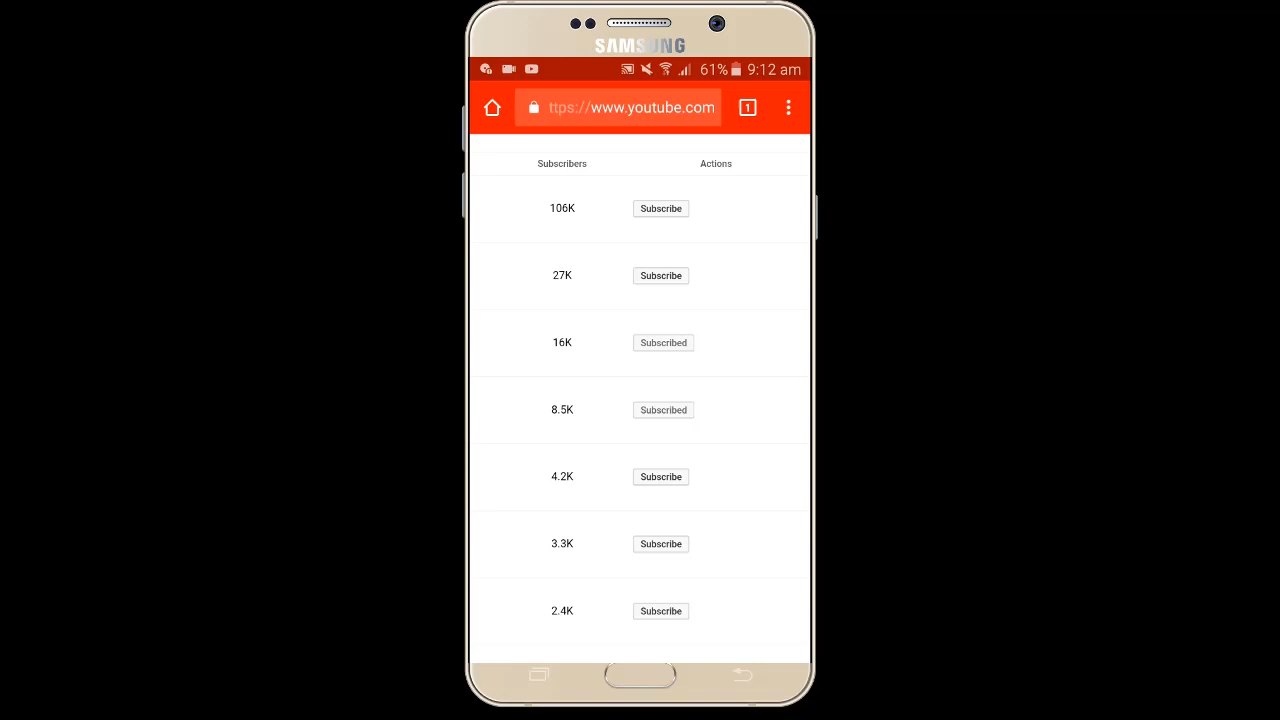 SAMSUNG
61% 9:12 am
ttps://www.youtube.com 1
Subscribers Actions
106K Subscribe
27K Subscribe
16K Subscribed
8.5K Subscribed
4.2K Subscribe
3.3K Subscribe
2.4K Subscribe